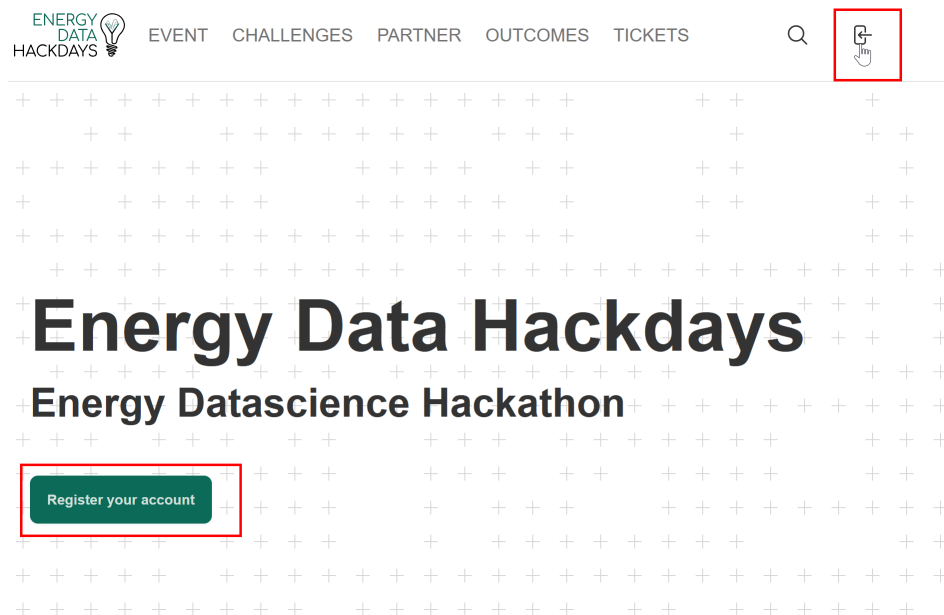 ENERGY
DATA
HACKDAYS
EVENT CHALLENGES PARTNER OUTCOMES TICKETS
Energy Data Hackdays
Energy Datascience Hackathon
Register your account